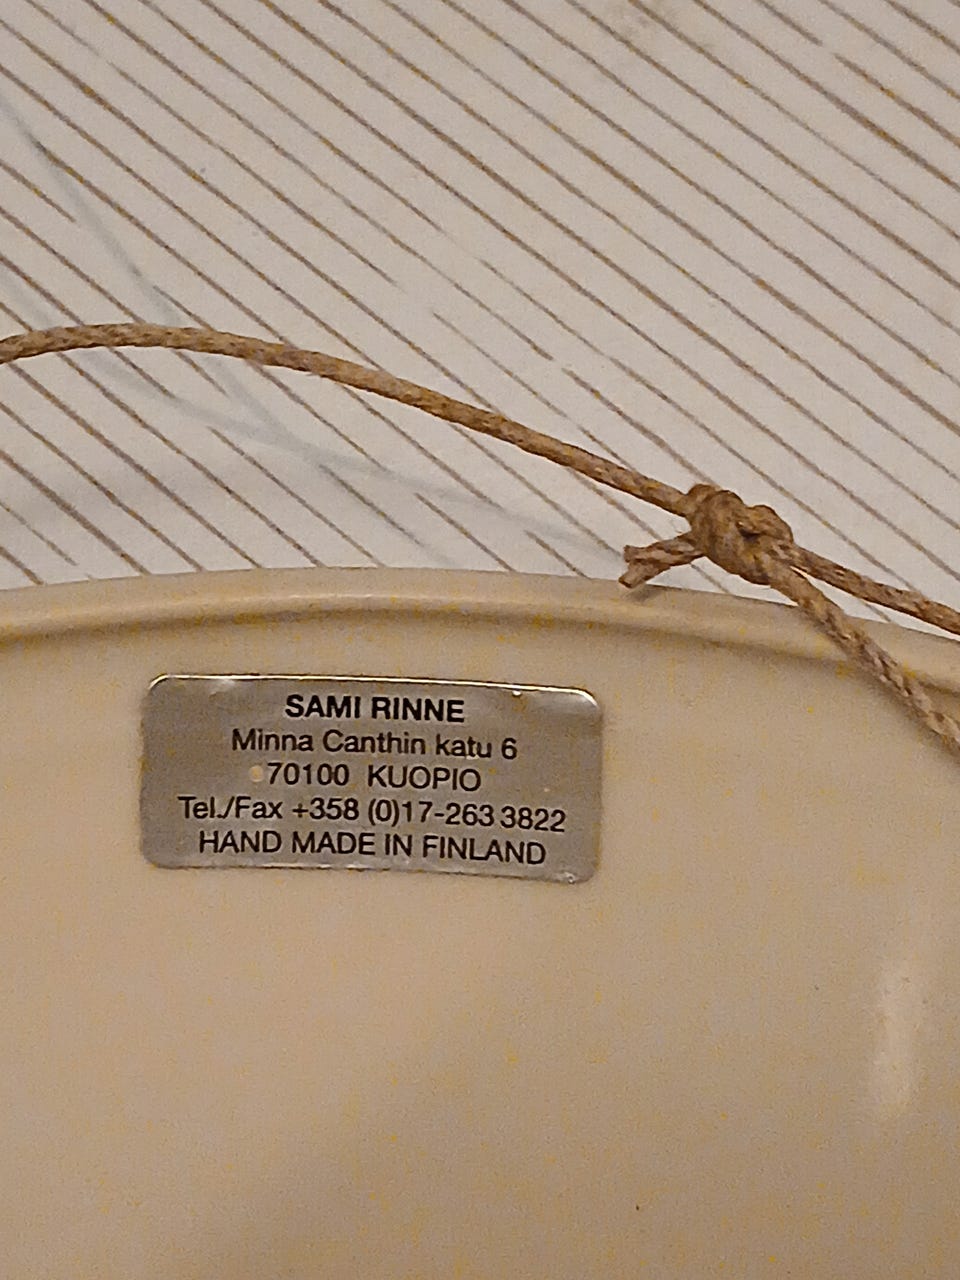 SAMI RINNE
Minna Canthin katu 6
70100 KUOPIO
Tel./Fax +358 (0)17-263 3822
HAND MADE IN FINLAND